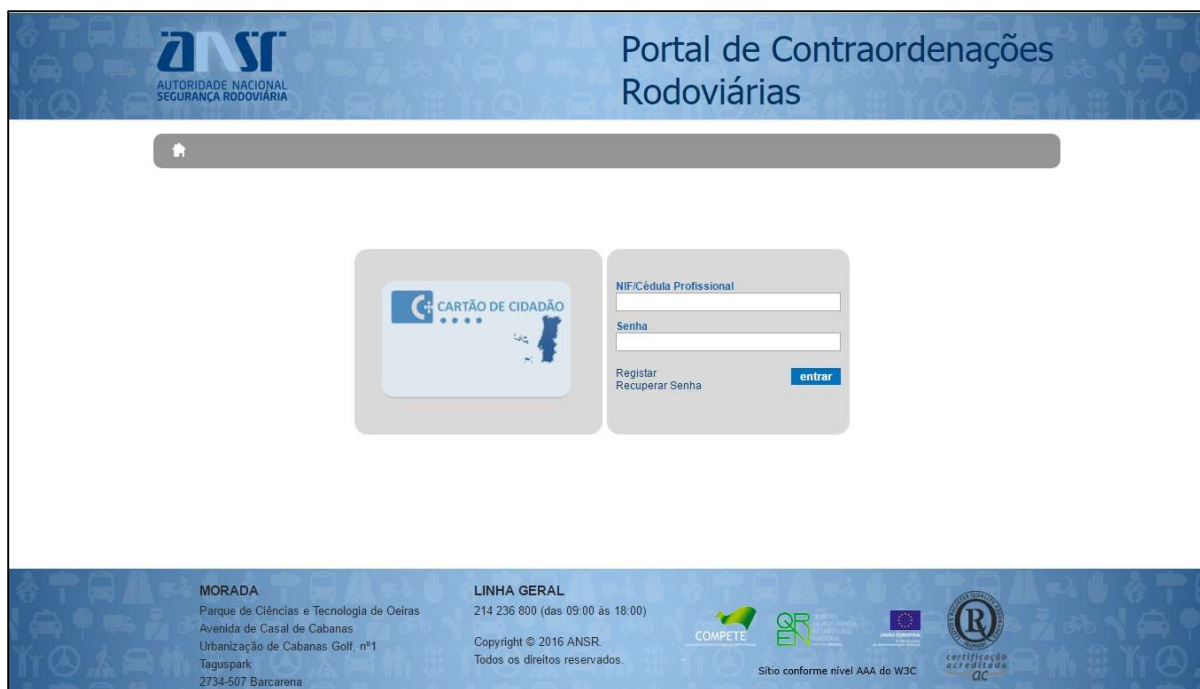 ansr
AUTORIDADE NACIONAL
SEGURANÇA RODOVIÁRIA
Portal de Contraordenações
Rodoviárias
CARTÃO DE CIDADÃO
NIF/Cédula Profissional
Senha
Registar
Recuperar Senha
entrar
MORADA
Parque de Ciências e Tecnologia de Oeiras
Avenida de Casal de Cabanas
Urbanização de Cabanas Golf, nº1
Taguspark
2734-507 Barcarena
LINHA GERAL
214 236 800 (das 09:00 às 18:00)
Copyright © 2016 ANSR.
Todos os direitos reservados.
COMPETE
QREN
UNIÃO EUROPEIA
Sítio conforme nível AAA do W3C
R
certificação
acreditada
ac